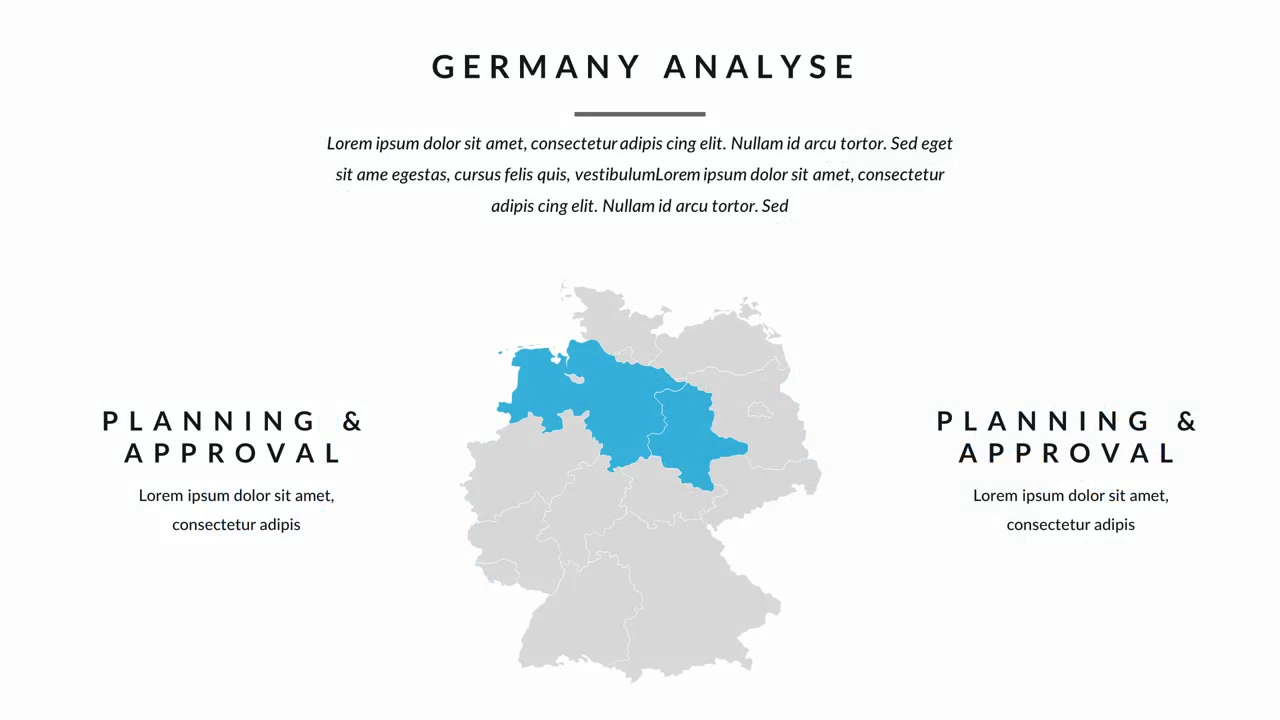 GERMANY ANALYSE
Lorem ipsum dolor sit amet, consectetur adipis cing elit. Nullam id arcu tortor. Sed eget
sit ame egestas, cursus felis quis, vestibulumLorem ipsum dolor sit amet, consectetur
adipis cing elit. Nullam id arcu tortor. Sed
PLANNING &
APPROVAL
Lorem ipsum dolor sit amet,
consectetur adipis
PLANNING &
APPROVAL
Lorem ipsum dolor sit amet,
consectetur adipis